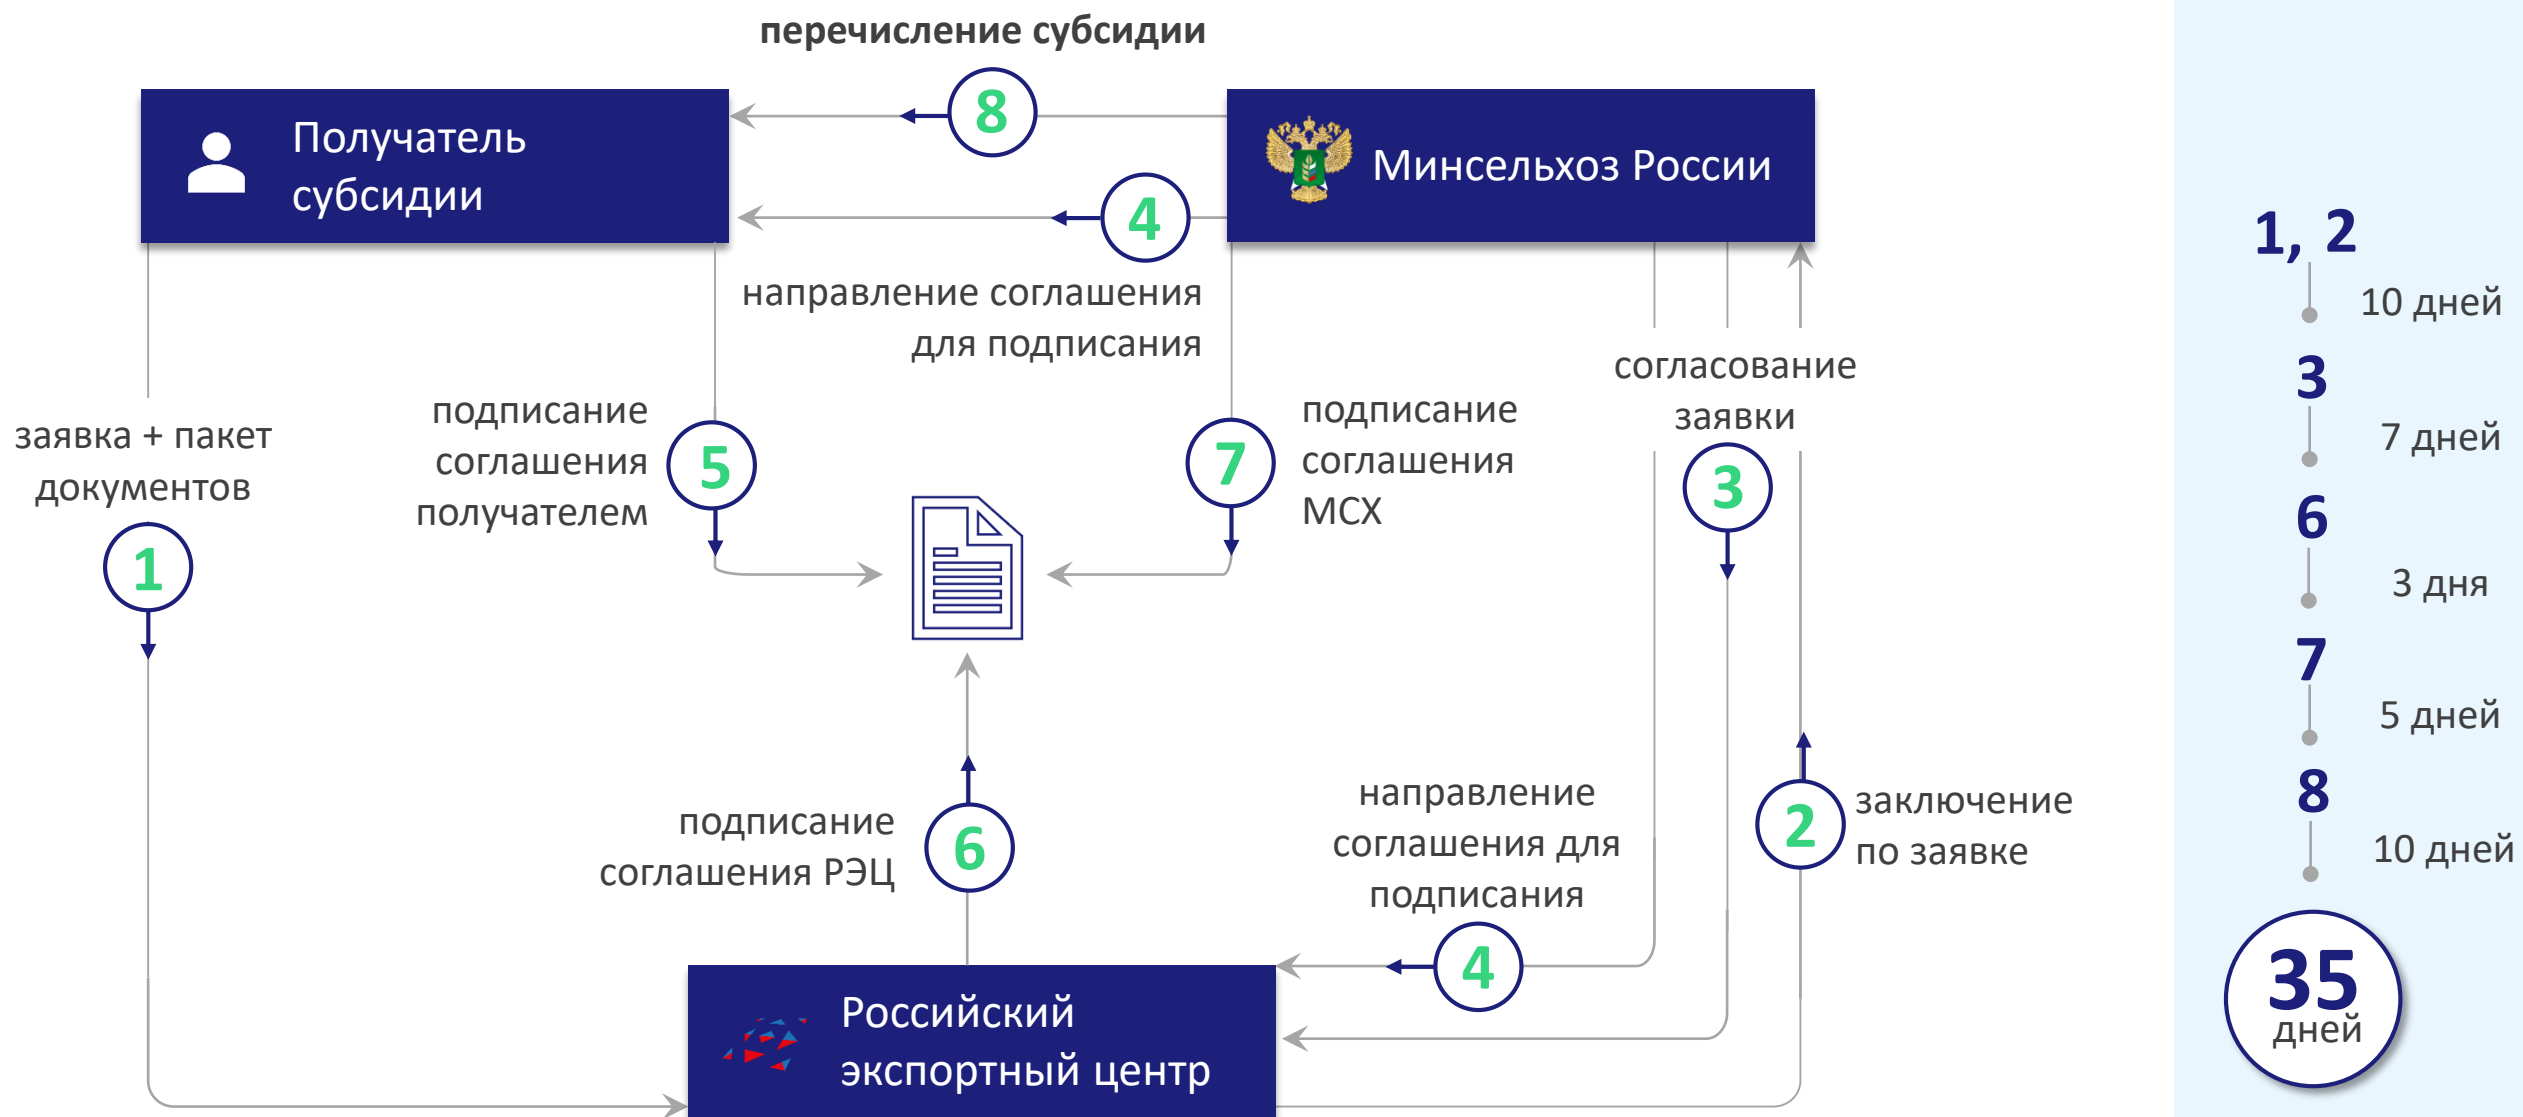 перечисление субсидии
8
Получатель
субсидии
Минсельхоз России
4
направление соглашения
для подписания
заявка + пакет
документов
1
подписание
соглашения
получателем
5
7
подписание
соглашения
МСХ
согласование
заявки
3
подписание
соглашения РЭЦ
6
направление
соглашения для
подписания
4
2
заключение
по заявке
Российский
экспортный центр
1, 2
10 дней
3
7 дней
6
3 дня
7
5 дней
8
10 дней
35
дней